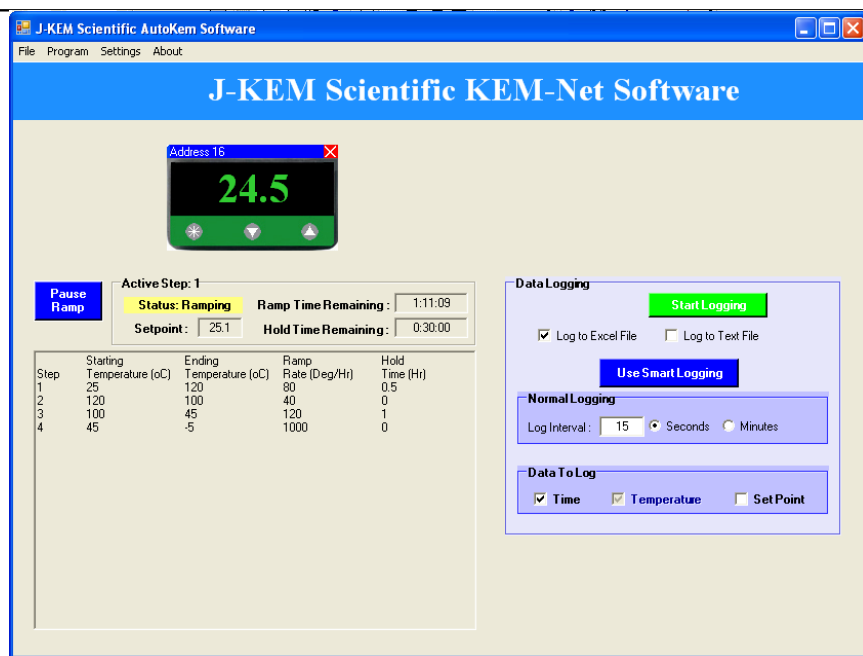 J-KEM Scientific AutoKem Software
File Program Settings About
J-KEM Scientific KEM-Net Software
Address 16
24.5
Pause Ramp
Active Step: 1
Status: Ramping Ramp Time Remaining : 1:11:09
Setpoint : 25.1 Hold Time Remaining : 0:30:00
Starting Ending Ramp Hold
Step Temperature (oC) Temperature (oC) Rate (Deg/Hr) Time (Hr)
1 25 120 80 0.5
2 120 100 40 0
3 100 45 120 1
4 45 -5 1000 0
Data Logging
Start Logging
Log to Excel File Log to Text File
Use Smart Logging
Normal Logging
Log Interval : 15 Seconds Minutes
Data To Log
Time Temperature Set Point